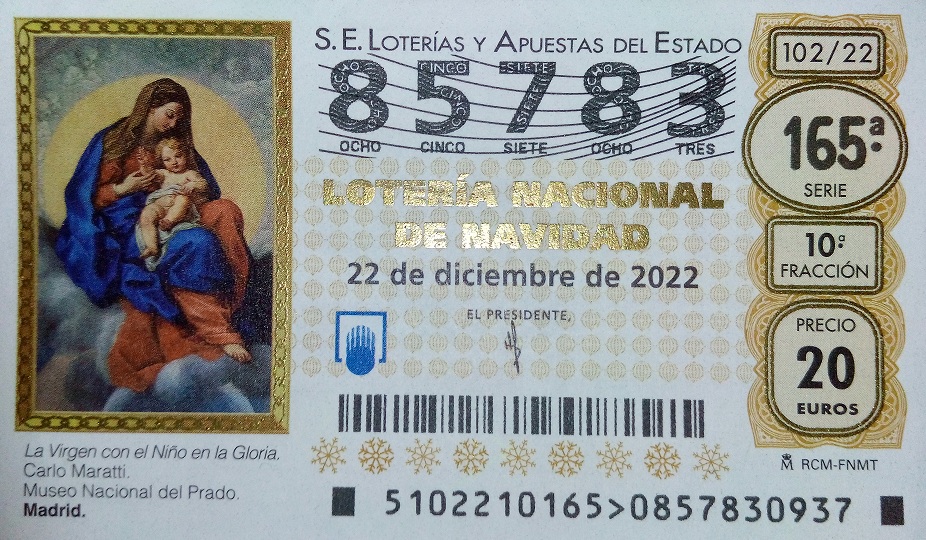 S. E. LOTERÍAS Y APUESTAS DEL ESTADO
85783
OCHO CINCO SIETE OCHO TRES
LOTERÍA NACIONAL
DE NAVIDAD
22 de diciembre de 2022
EL PRESIDENTE,
102/22
165ª
SERIE
10ª
FRACCIÓN
PRECIO
20
EUROS
La Virgen con el Niño en la Gloria.
Carlo Maratti.
Museo Nacional del Prado.
Madrid.
RCM-FNMT
5102210165>0857830937